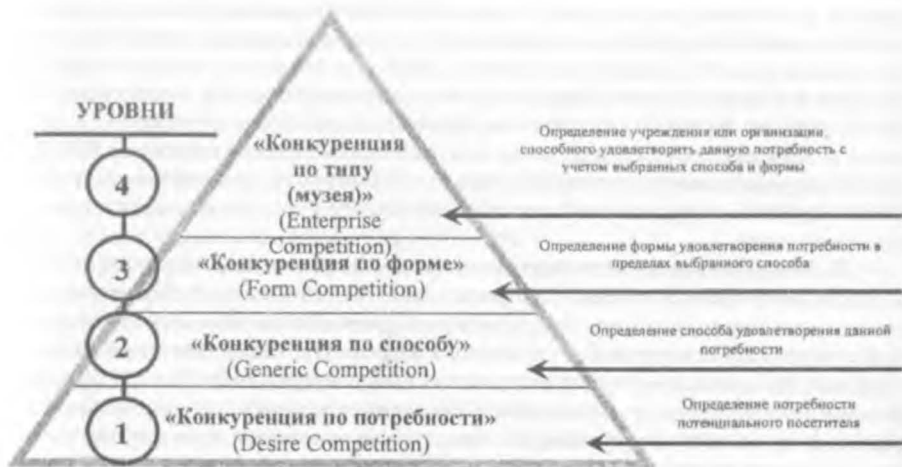 УРОВНИ
4
«Конкуренция
по типу
(музея)»
(Enterprise
Competition)
Определение учреждения или организации,
способного удовлетворить данную потребность с
учетом выбранных способа и формы
3
«Конкуренция по форме»
(Form Competition)
Определение формы удовлетворения потребности в
пределах выбранного способа
2
«Конкуренция по способу»
(Generic Competition)
Определение способа удовлетворения данной
потребности
1
«Конкуренция по потребности»
(Desire Competition)
Определение потребности
потенциального посетителя